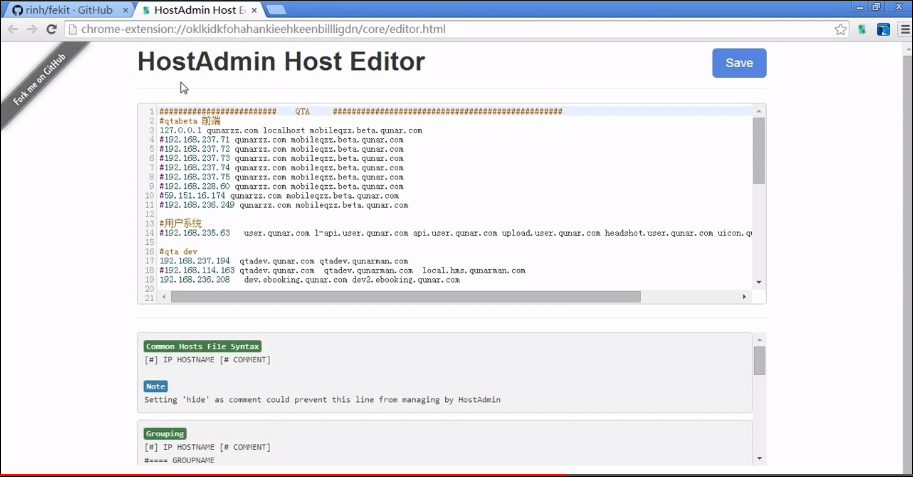 rinh/fekit · GitHub
HostAdmin Host E
chrome-extension://oklkidkfohahankieehkeenbillligdn/core/editor.html
Fork me on GitHub
HostAdmin Host Editor
Save
1 ######################### QTA #################################################
2 #qtabeta 前端
3 127.0.0.1 qunarzz.com localhost mobileqzz.beta.qunar.com
4 #192.168.237.71 qunarzz.com mobileqzz.beta.qunar.com
5 #192.168.237.72 qunarzz.com mobileqzz.beta.qunar.com
6 #192.168.237.73 qunarzz.com mobileqzz.beta.qunar.com
7 #192.168.237.74 qunarzz.com mobileqzz.beta.qunar.com
8 #192.168.237.75 qunarzz.com mobileqzz.beta.qunar.com
9 #192.168.228.60 qunarzz.com mobileqzz.beta.qunar.com
10 #59.151.16.174 qunarzz.com mobileqzz.beta.qunar.com
11 #192.168.236.249 qunarzz.com mobileqzz.beta.qunar.com
12
13 #用户系统
14 #192.168.235.63 user.qunar.com l-api.user.qunar.com api.user.qunar.com upload.user.qunar.com headshot.user.qunar.com uicon.qu
15
16 #qta dev
17 192.168.237.194 qtadev.qunar.com qtadev.qunarman.com
18 #192.168.114.163 qtadev.qunar.com qtadev.qunarman.com local.hms.qunarman.com
19 192.168.236.208 dev.ebooking.qunar.com dev2.ebooking.qunar.com
20
21
Common Hosts File Syntax
[#] IP HOSTNAME [# COMMENT]
Note
Setting 'hide' as comment could prevent this line from managing by HostAdmin
Grouping
[#] IP HOSTNAME [# COMMENT]
#==== GROUPNAME